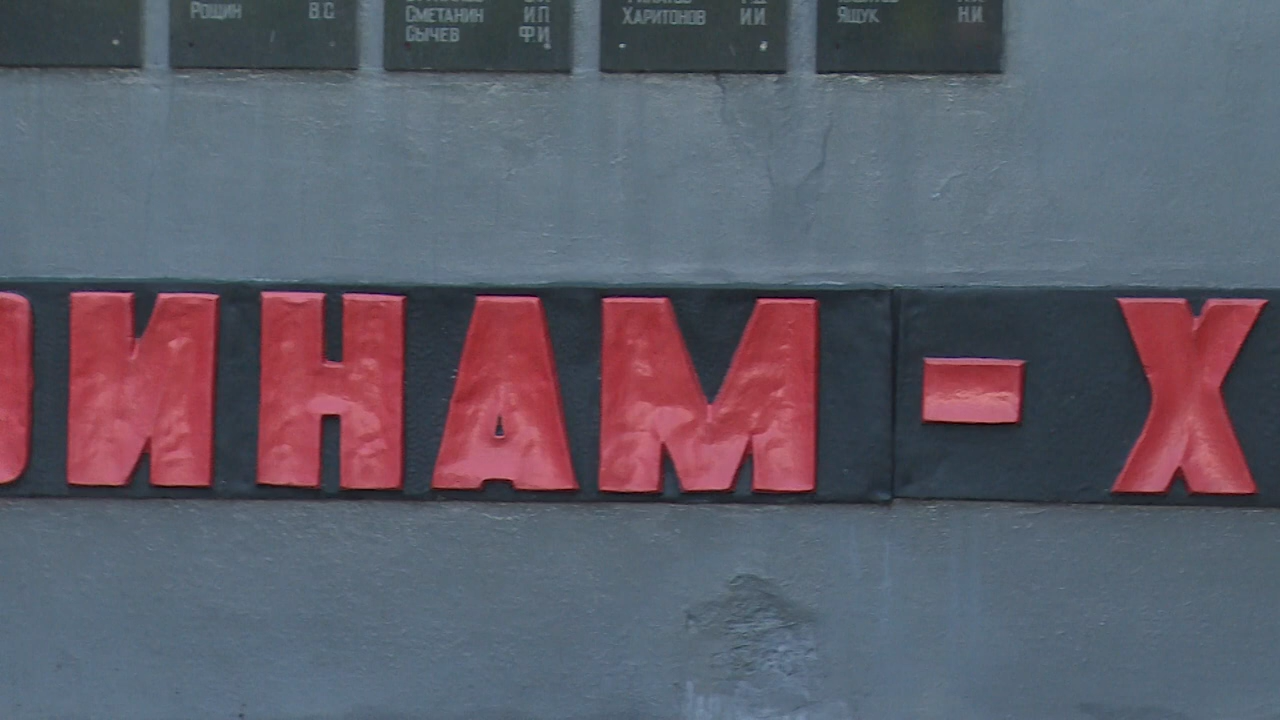 РОЩИН В С
СМЕТАНИН И П
СЫЧЕВ Ф И
ХАРИТОНОВ И И
ЯЩУК Н И
ИНАМ - Х